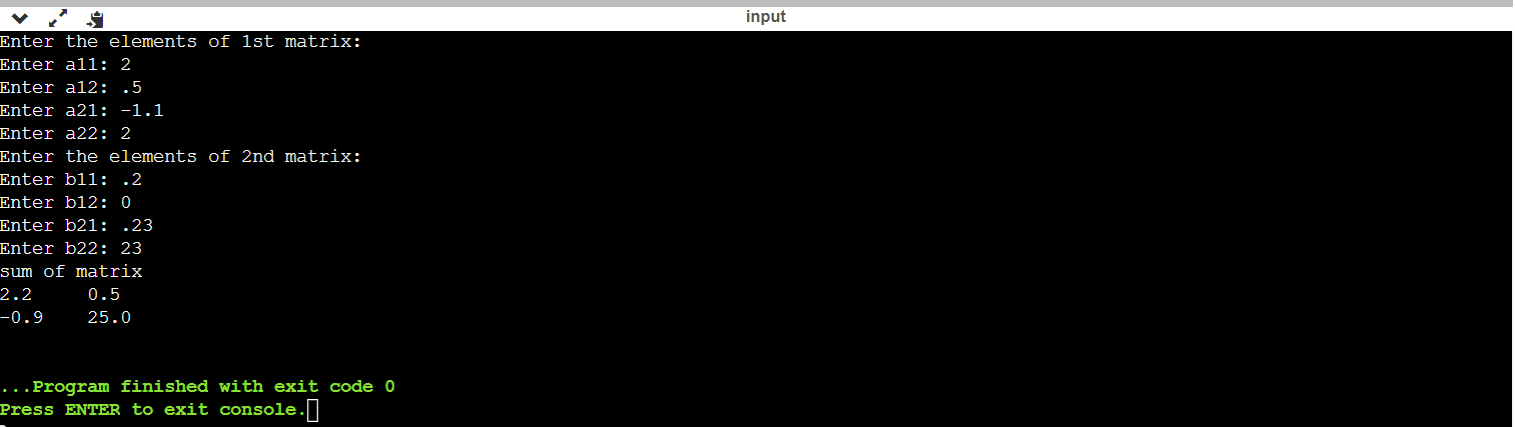 input
Enter the elements of 1st matrix:
Enter a11: 2
Enter a12: .5
Enter a21: -1.1
Enter a22: 2
Enter the elements of 2nd matrix:
Enter b11: .2
Enter b12: 0
Enter b21: .23
Enter b22: 23
sum of matrix
2.2     0.5
-0.9    25.0
...Program finished with exit code 0
Press ENTER to exit console.